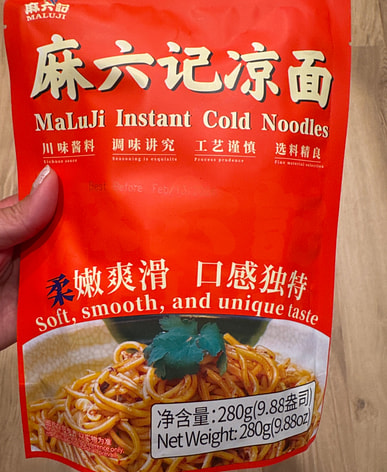 麻六记
MALUJI
麻六记凉面
MaLuJi Instant Cold Noodles
川味酱料 调味讲究 工艺谨慎 选料精良
Sichuan sauce Seasoning is exquisite Process prudence Fine material selection
柔嫩爽滑 口感独特
Soft, smooth, and unique taste
净含量:280g(9.88盎司)
Net Weight: 280g(9.88oz)